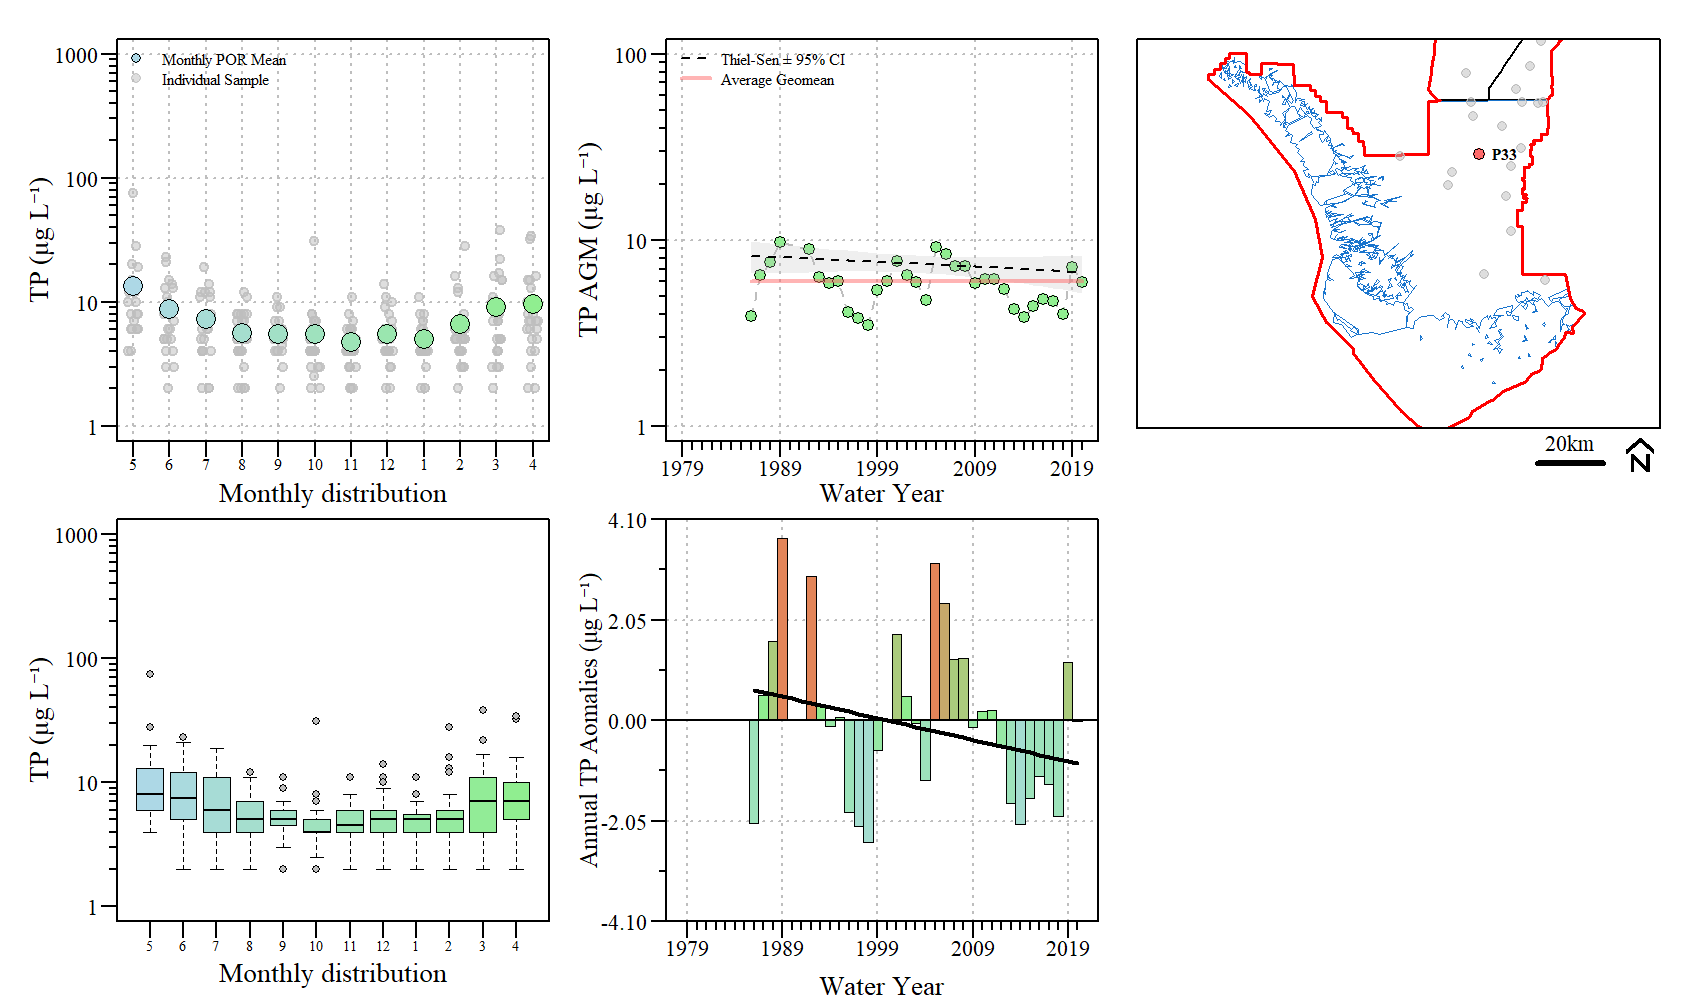 1000
100
10
1
TP (µg L⁻¹)
Monthly POR Mean
Individual Sample
5 6 7 8 9 10 11 12 1 2 3 4
Monthly distribution
100
10
1
TP AGM (µg L⁻¹)
Thiel-Sen ± 95% CI
Average Geomean
1979 1989 1999 2009 2019
Water Year
P33
20km
N
1000
100
10
1
TP (µg L⁻¹)
5 6 7 8 9 10 11 12 1 2 3 4
Monthly distribution
4.10
2.05
0.00
-2.05
-4.10
Annual TP Aomalies (µg L⁻¹)
1979 1989 1999 2009 2019
Water Year